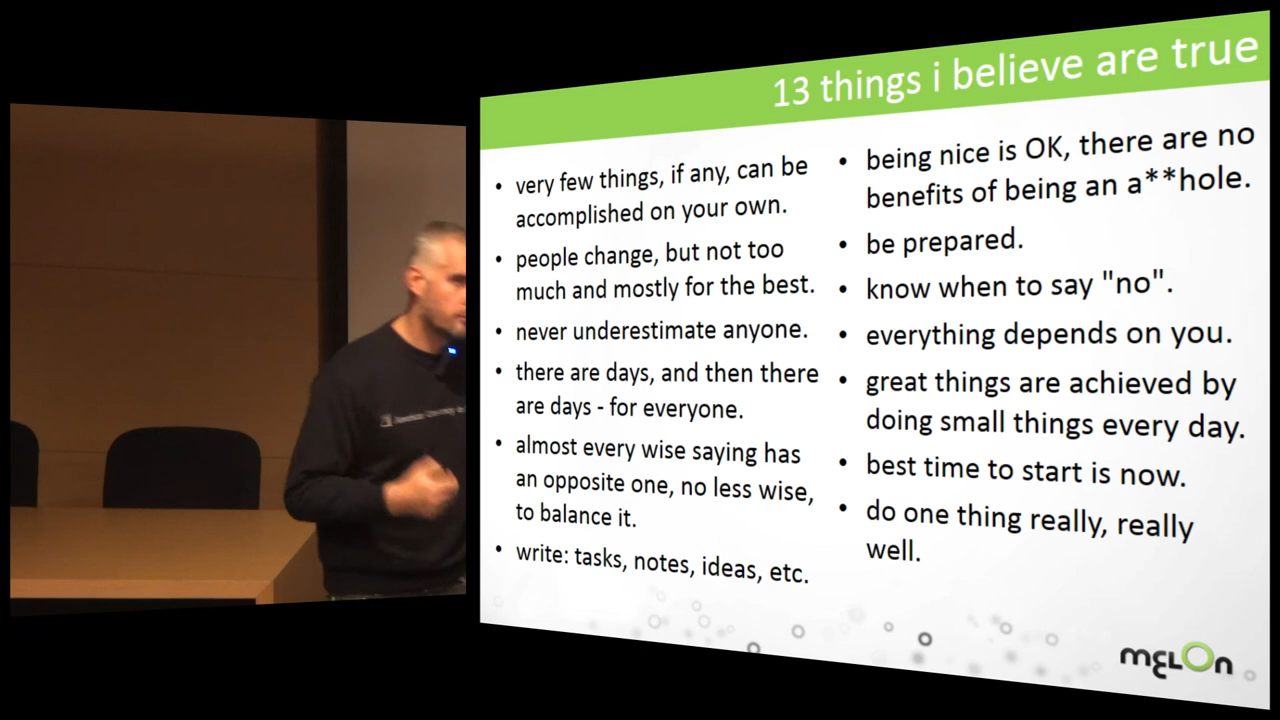 13 things i believe are true
• very few things, if any, can be
accomplished on your own.
• people change, but not too
much and mostly for the best.
• never underestimate anyone.
• there are days, and then there
are days - for everyone.
• almost every wise saying has
an opposite one, no less wise,
to balance it.
• write: tasks, notes, ideas, etc.
• being nice is OK, there are no
benefits of being an a**hole.
• be prepared.
• know when to say "no".
• everything depends on you.
• great things are achieved by
doing small things every day.
• best time to start is now.
• do one thing really, really
well.
melon